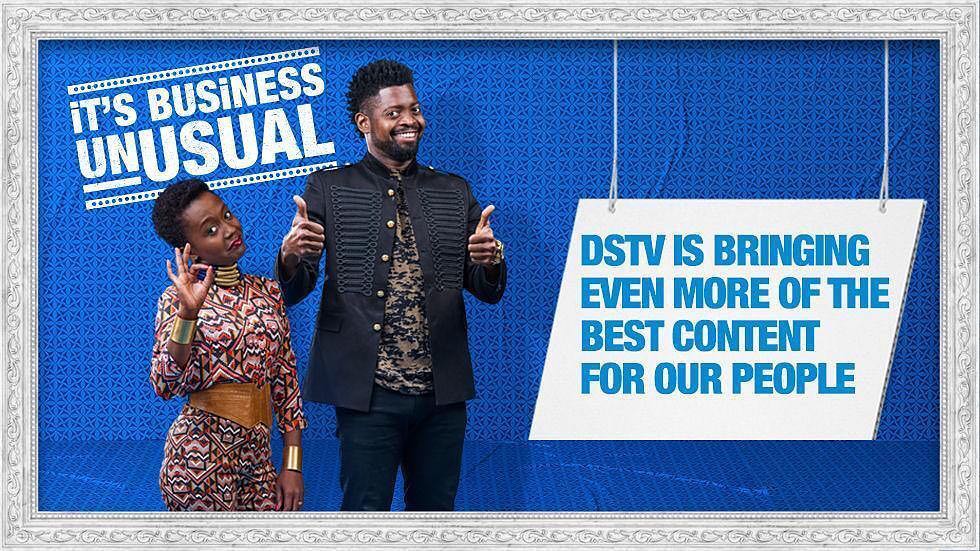 iT'S BUSiNESS
UNUSUAL
DSTV IS BRINGING
EVEN MORE OF THE
BEST CONTENT
FOR OUR PEOPLE